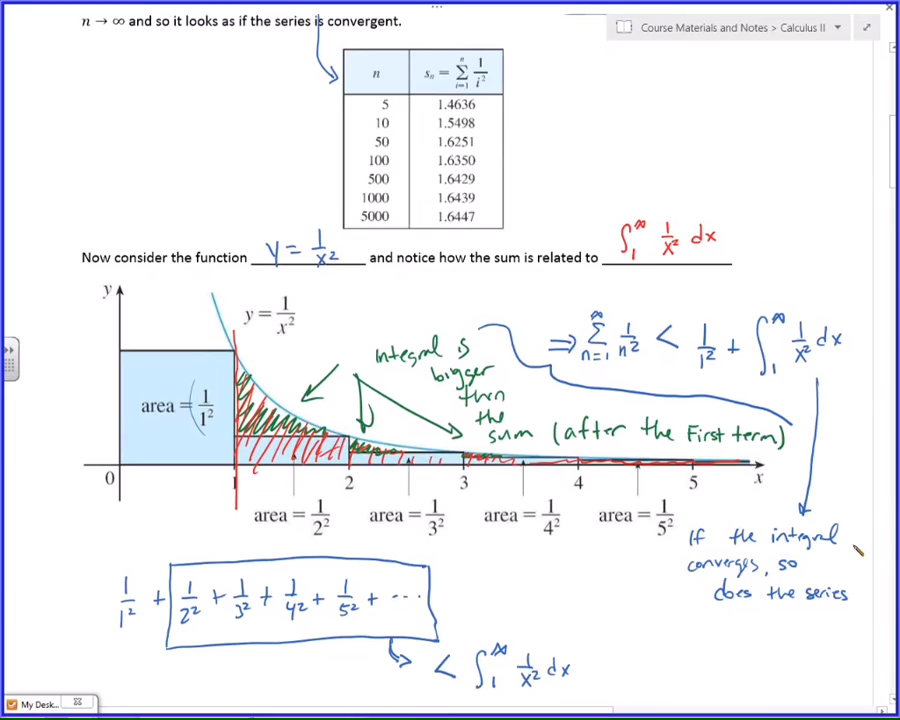 n → ∞ and so it looks as if the series is convergent.
Course Materials and Notes > Calculus II
n  sₙ = Σ_{i=1}^{n} 1/i²
5  1.4636
10  1.5498
50  1.6251
100  1.6350
500  1.6429
1000  1.6439
5000  1.6447
Now consider the function y = 1/x² and notice how the sum is related to ∫₁^∞ 1/x² dx
y
y = 1/x²
⇒ Σ_{n=1}^{∞} 1/n² < 1/1² + ∫₁^∞ 1/x² dx
Integral is
bigger
then
the
sum (after the First term)
area = 1/1²
0 1 2 3 4 5 x
area = 1/2² area = 1/3² area = 1/4² area = 1/5²
If the integral
converges, so
does the series
1/1² + 1/2² + 1/3² + 1/4² + 1/5² + ...
< ∫₁^∞ 1/x² dx
My Desk...